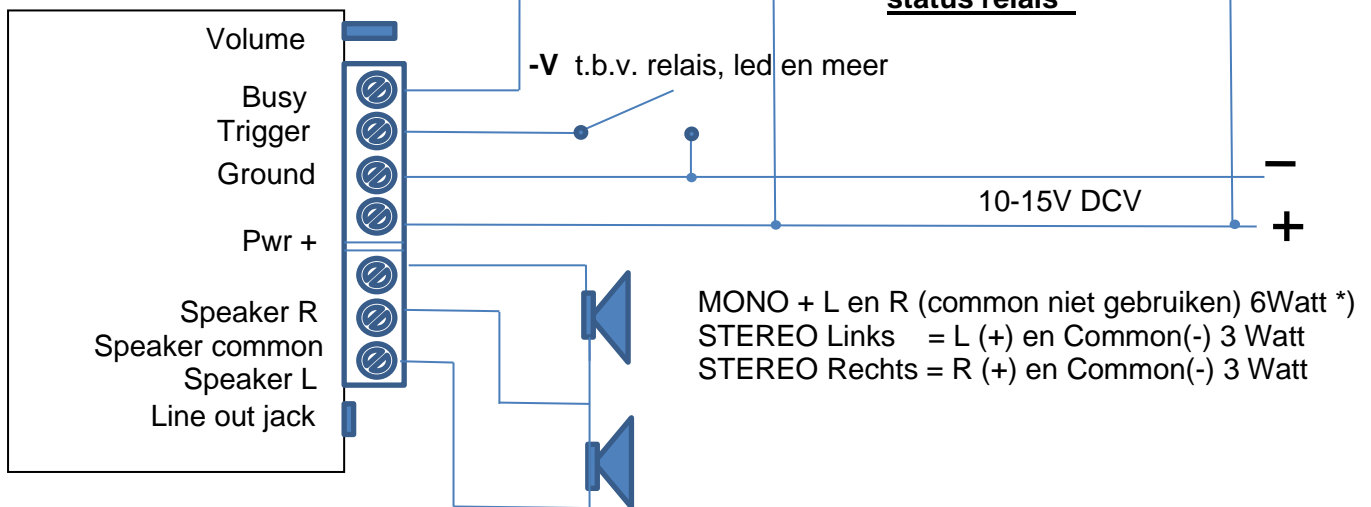 status relais
Volume
-V t.b.v. relais, led en meer
Busy
Trigger
Ground
10-15V DCV
Pwr +
–
+
MONO + L en R (common niet gebruiken) 6Watt *)
STEREO Links = L (+) en Common(-) 3 Watt
STEREO Rechts = R (+) en Common(-) 3 Watt
Speaker R
Speaker common
Speaker L
Line out jack